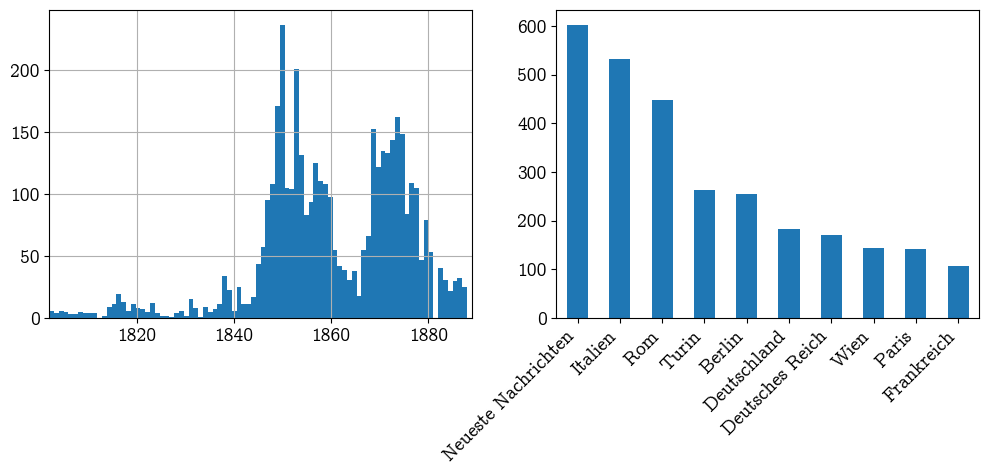 200
150
100
50
0
1820 1840 1860 1880
600
500
400
300
200
100
0
Neueste Nachrichten
Italien
Rom
Turin
Berlin
Deutschland
Deutsches Reich
Wien
Paris
Frankreich